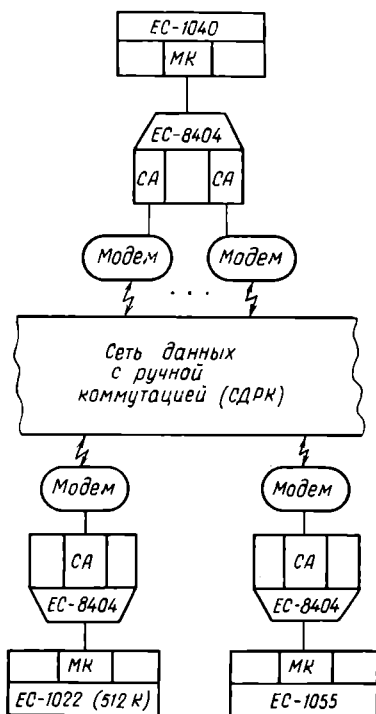 ЕС-1040
МК
ЕС-8404
СА СА
Модем Модем
. . .
Сеть данных
с ручной
коммутацией (СДРК)
Модем Модем
СА СА
ЕС-8404 ЕС-8404
МК МК
ЕС-1022 (512 К) ЕС-1055